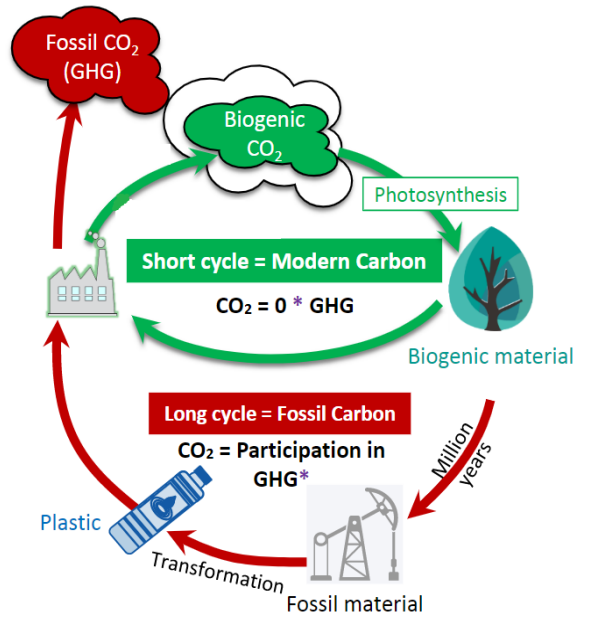 Fossil CO₂
(GHG)
Biogenic
CO₂
Photosynthesis
Short cycle = Modern Carbon
CO₂ = 0 * GHG
Biogenic material
Long cycle = Fossil Carbon
CO₂ = Participation in
GHG*
Million
years
Plastic
Transformation
Fossil material